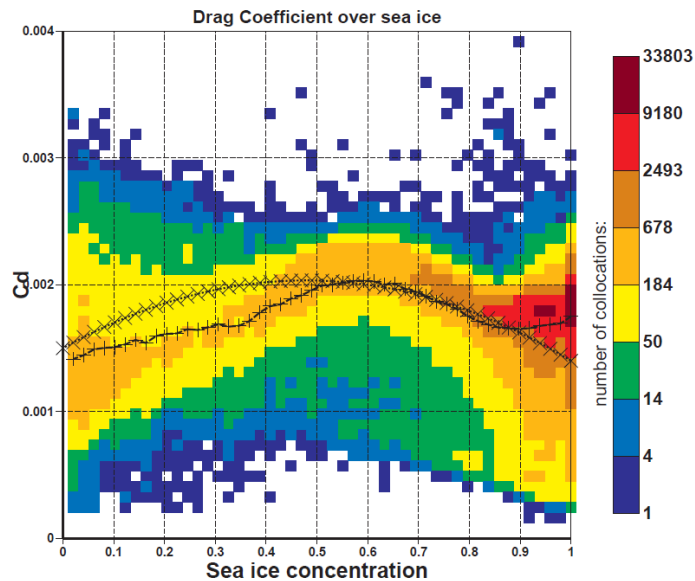 Drag Coefficient over sea ice
0.004
0.003
0.002
0.001
0
Cd
0 0.1 0.2 0.3 0.4 0.5 0.6 0.7 0.8 0.9 1
Sea ice concentration
number of collocations:
33803
9180
2493
678
184
50
14
4
1